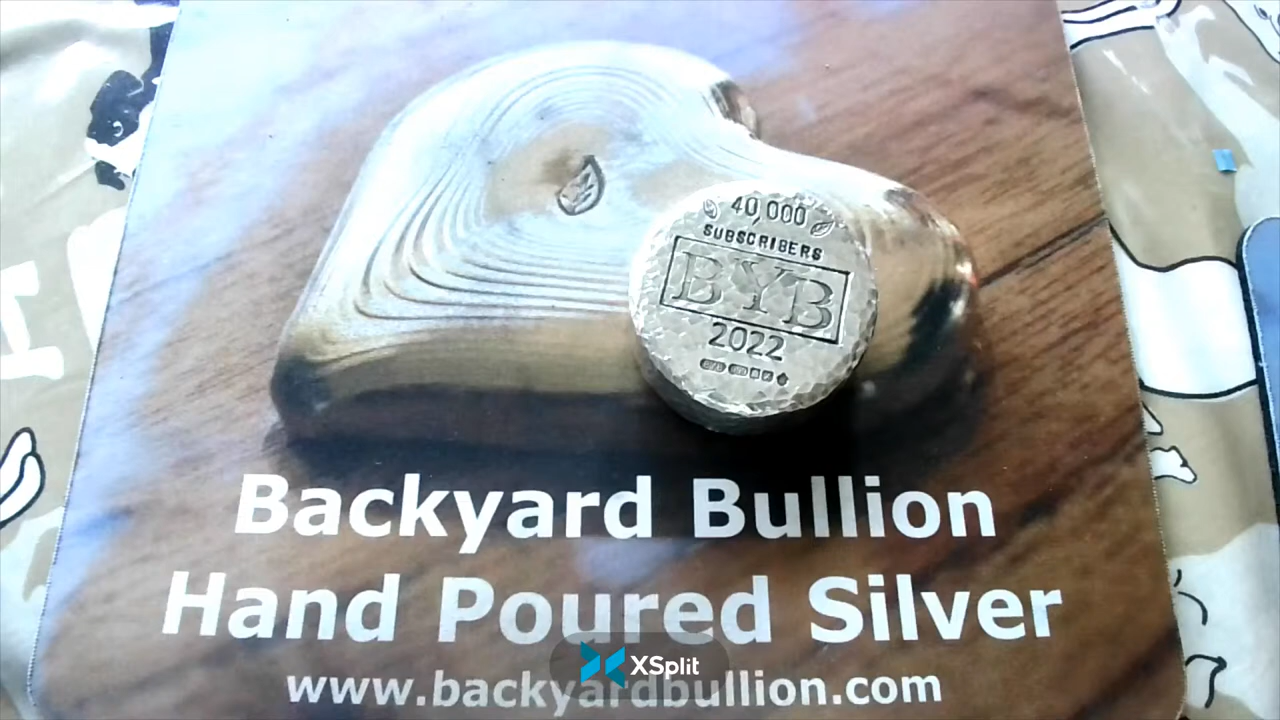 40,000
SUBSCRIBERS
BYB
2022
Backyard Bullion
Hand Poured Silver
XSplit
www.backyardbullion.com